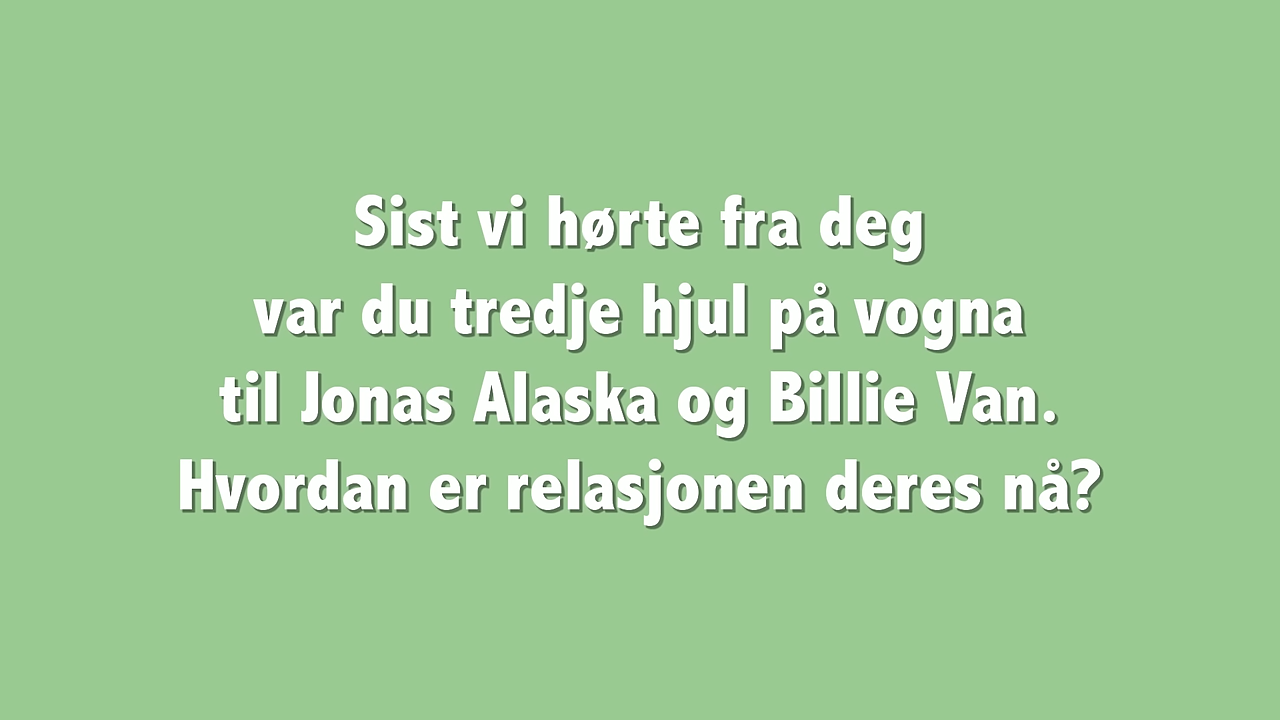 Sist vi hørte fra deg
var du tredje hjul på vogna
til Jonas Alaska og Billie Van.
Hvordan er relasjonen deres nå?